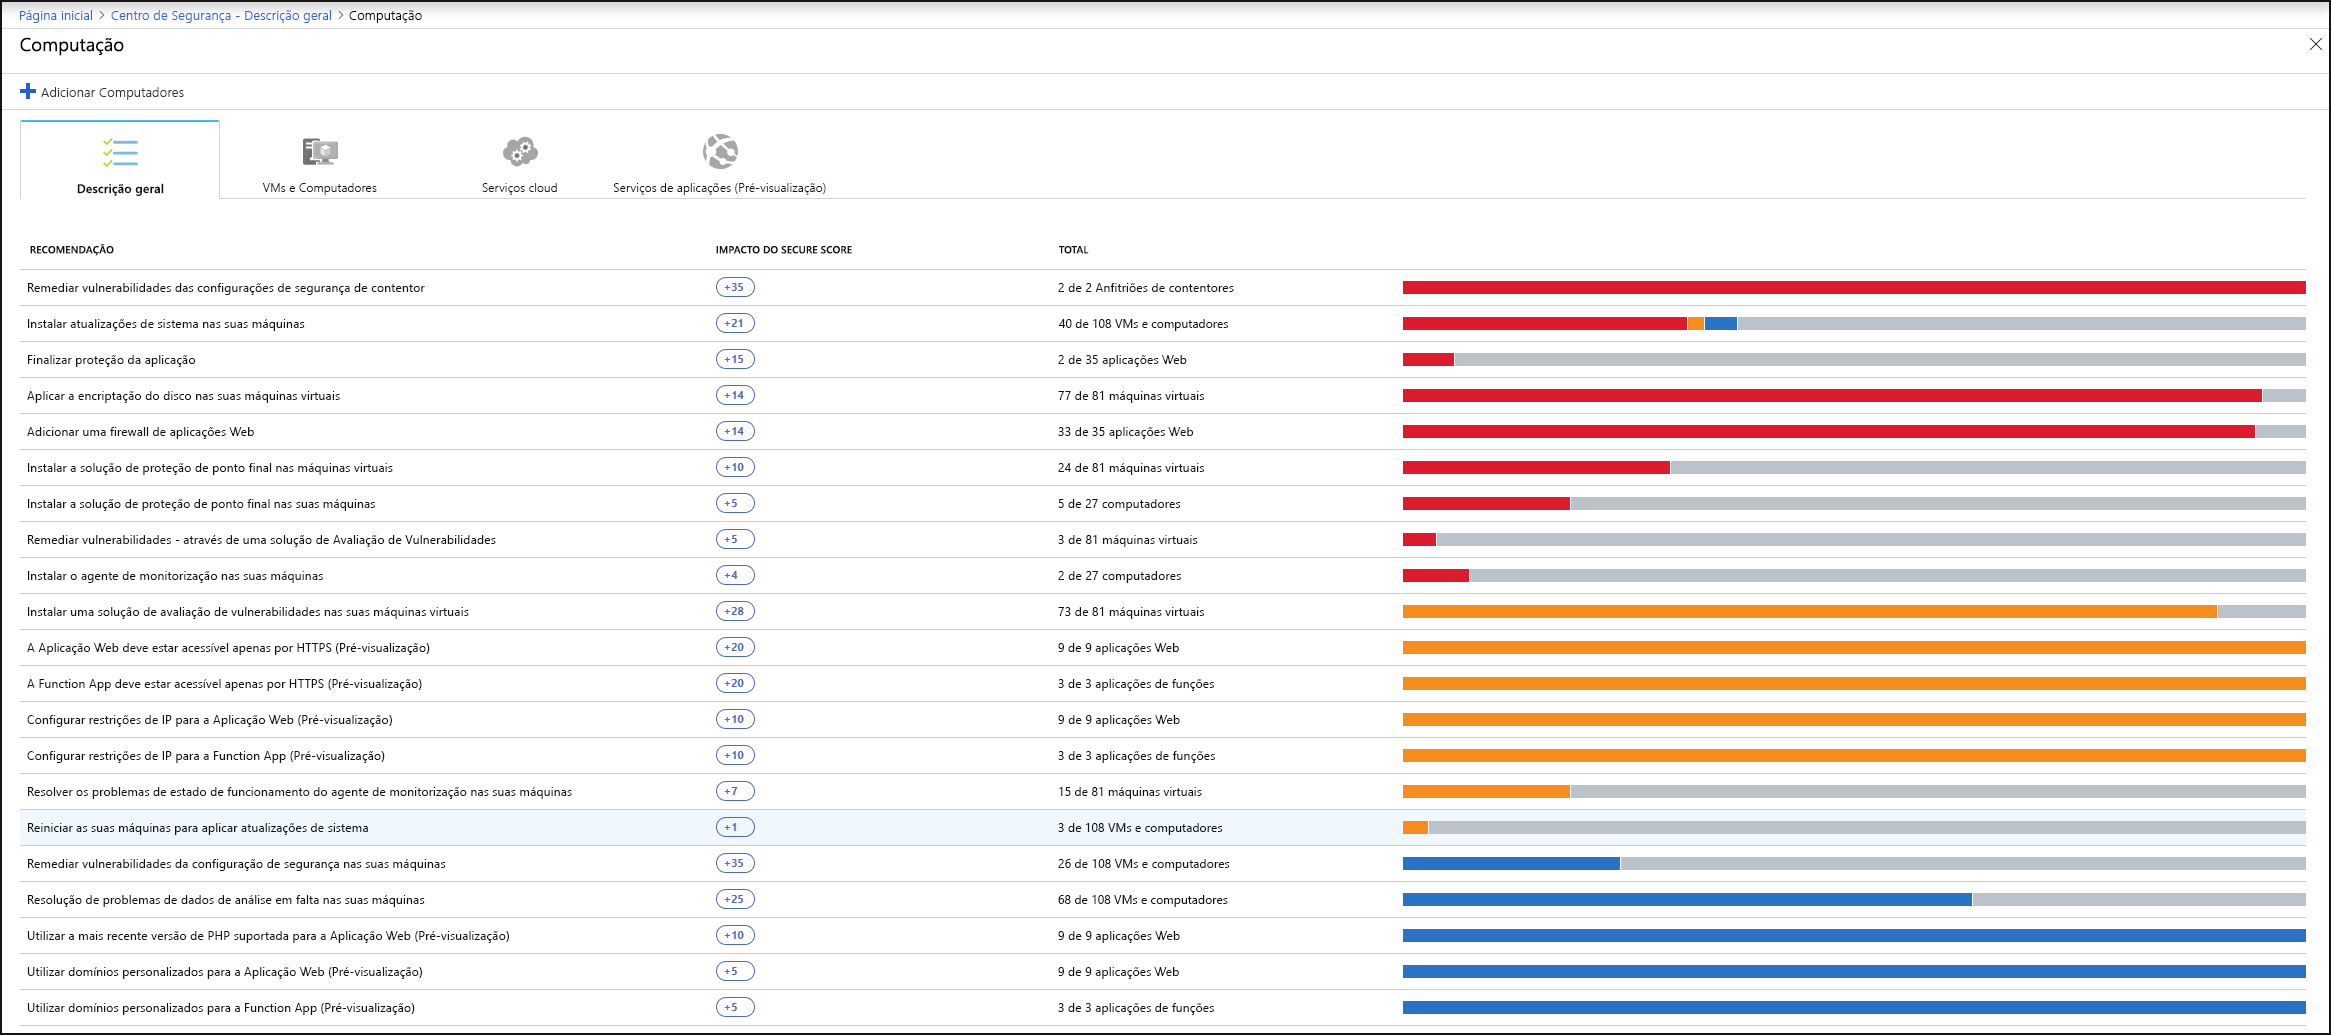 Página inicial > Centro de Segurança - Descrição geral > Computação
Computação
Adicionar Computadores
Descrição geral
VMs e Computadores
Serviços cloud
Serviços de aplicações (Pré-visualização)
RECOMENDAÇÃO IMPACTO DO SECURE SCORE TOTAL
Remediar vulnerabilidades das configurações de segurança de contentor +35 2 de 2 Anfitriões de contentores
Instalar atualizações de sistema nas suas máquinas +21 40 de 108 VMs e computadores
Finalizar proteção da aplicação +15 2 de 35 aplicações Web
Aplicar a encriptação do disco nas suas máquinas virtuais +14 77 de 81 máquinas virtuais
Adicionar uma firewall de aplicações Web +14 33 de 35 aplicações Web
Instalar a solução de proteção de ponto final nas máquinas virtuais +10 24 de 81 máquinas virtuais
Instalar a solução de proteção de ponto final nas suas máquinas +5 5 de 27 computadores
Remediar vulnerabilidades - através de uma solução de Avaliação de Vulnerabilidades +5 3 de 81 máquinas virtuais
Instalar o agente de monitorização nas suas máquinas +4 2 de 27 computadores
Instalar uma solução de avaliação de vulnerabilidades nas suas máquinas virtuais +28 73 de 81 máquinas virtuais
A Aplicação Web deve estar acessível apenas por HTTPS (Pré-visualização) +20 9 de 9 aplicações Web
A Function App deve estar acessível apenas por HTTPS (Pré-visualização) +20 3 de 3 aplicações de funções
Configurar restrições de IP para a Aplicação Web (Pré-visualização) +10 9 de 9 aplicações Web
Configurar restrições de IP para a Function App (Pré-visualização) +10 3 de 3 aplicações de funções
Resolver os problemas de estado de funcionamento do agente de monitorização nas suas máquinas +7 15 de 81 máquinas virtuais
Reiniciar as suas máquinas para aplicar atualizações de sistema +1 3 de 108 VMs e computadores
Remediar vulnerabilidades da configuração de segurança nas suas máquinas +35 26 de 108 VMs e computadores
Resolução de problemas de dados de análise em falta nas suas máquinas +25 68 de 108 VMs e computadores
Utilizar a mais recente versão de PHP suportada para a Aplicação Web (Pré-visualização) +10 9 de 9 aplicações Web
Utilizar domínios personalizados para a Aplicação Web (Pré-visualização) +5 9 de 9 aplicações Web
Utilizar domínios personalizados para a Function App (Pré-visualização) +5 3 de 3 aplicações de funções